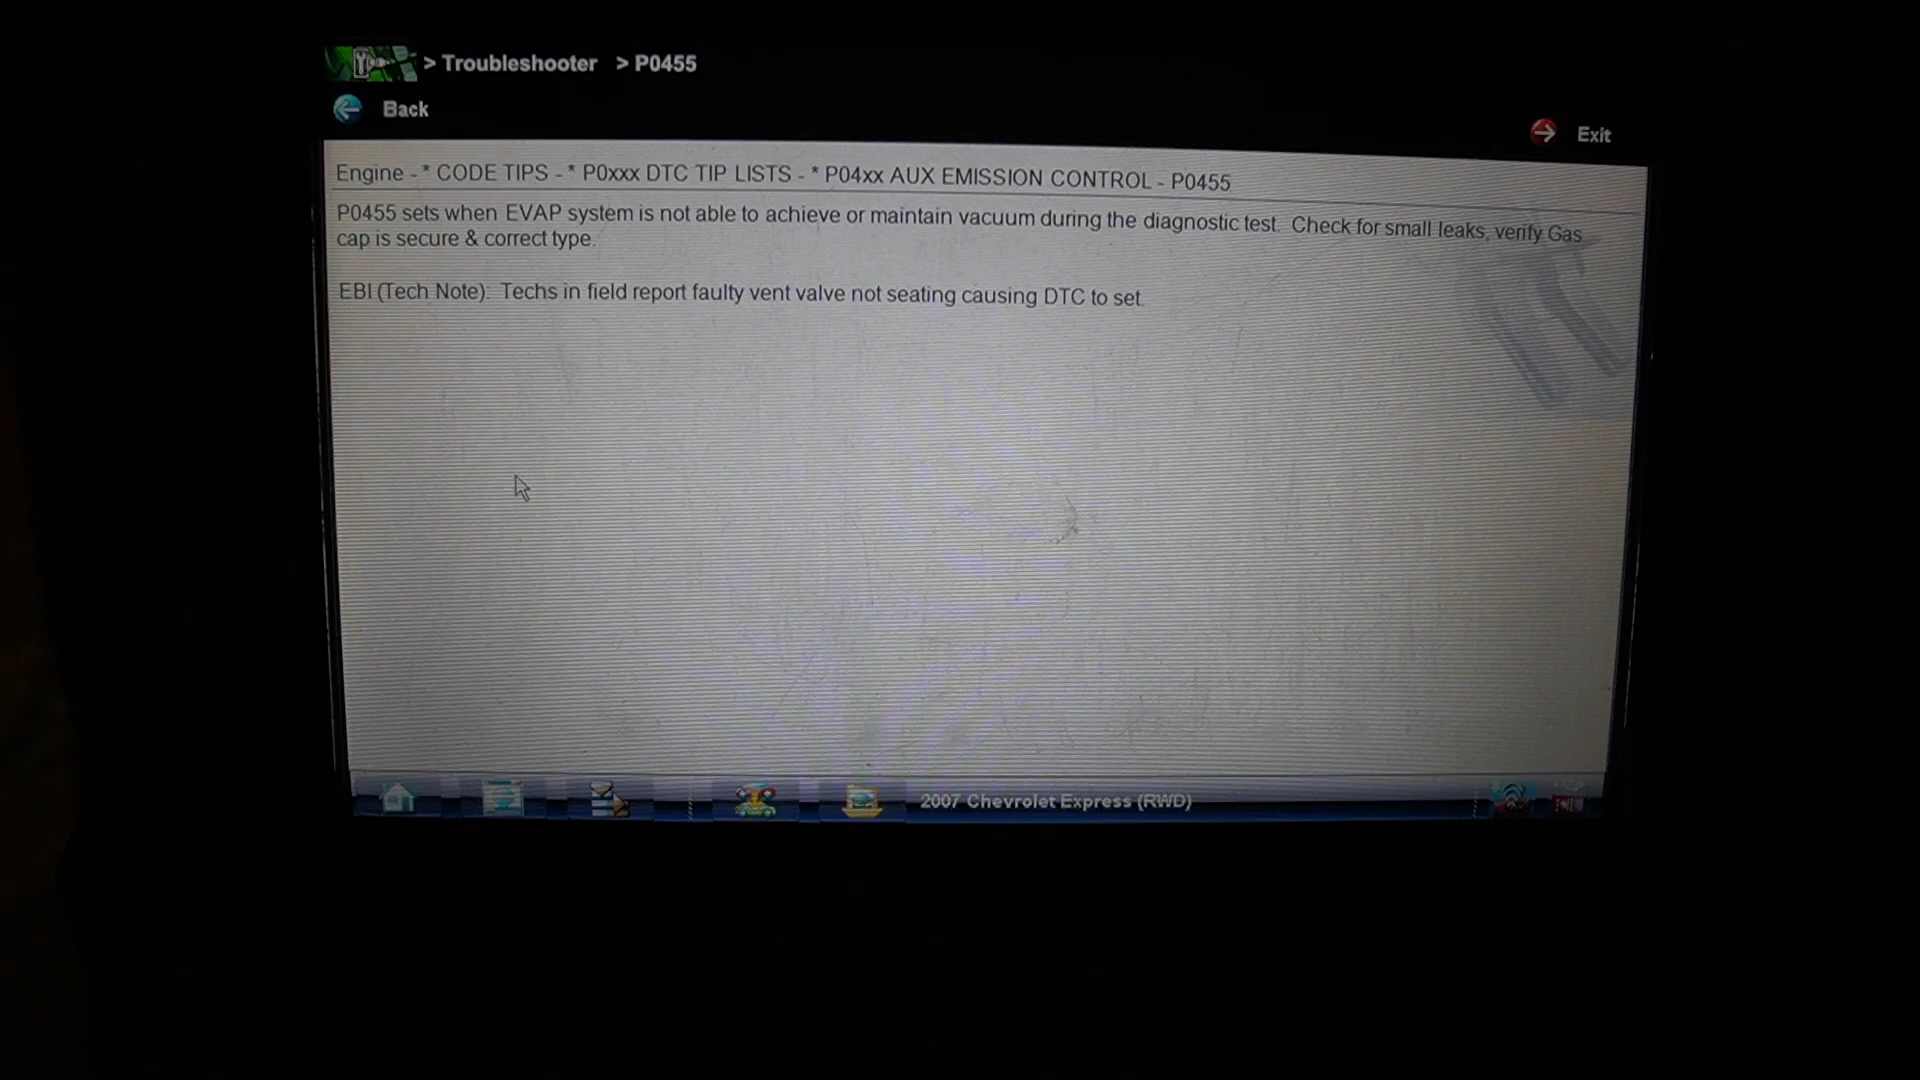 > Troubleshooter > P0455
Back
Exit
Engine - * CODE TIPS - * P0xxx DTC TIP LISTS - * P04xx AUX EMISSION CONTROL - P0455
P0455 sets when EVAP system is not able to achieve or maintain vacuum during the diagnostic test. Check for small leaks, verify Gas
cap is secure & correct type.
EBI (Tech Note): Techs in field report faulty vent valve not seating causing DTC to set.
2007 Chevrolet Express (RWD)